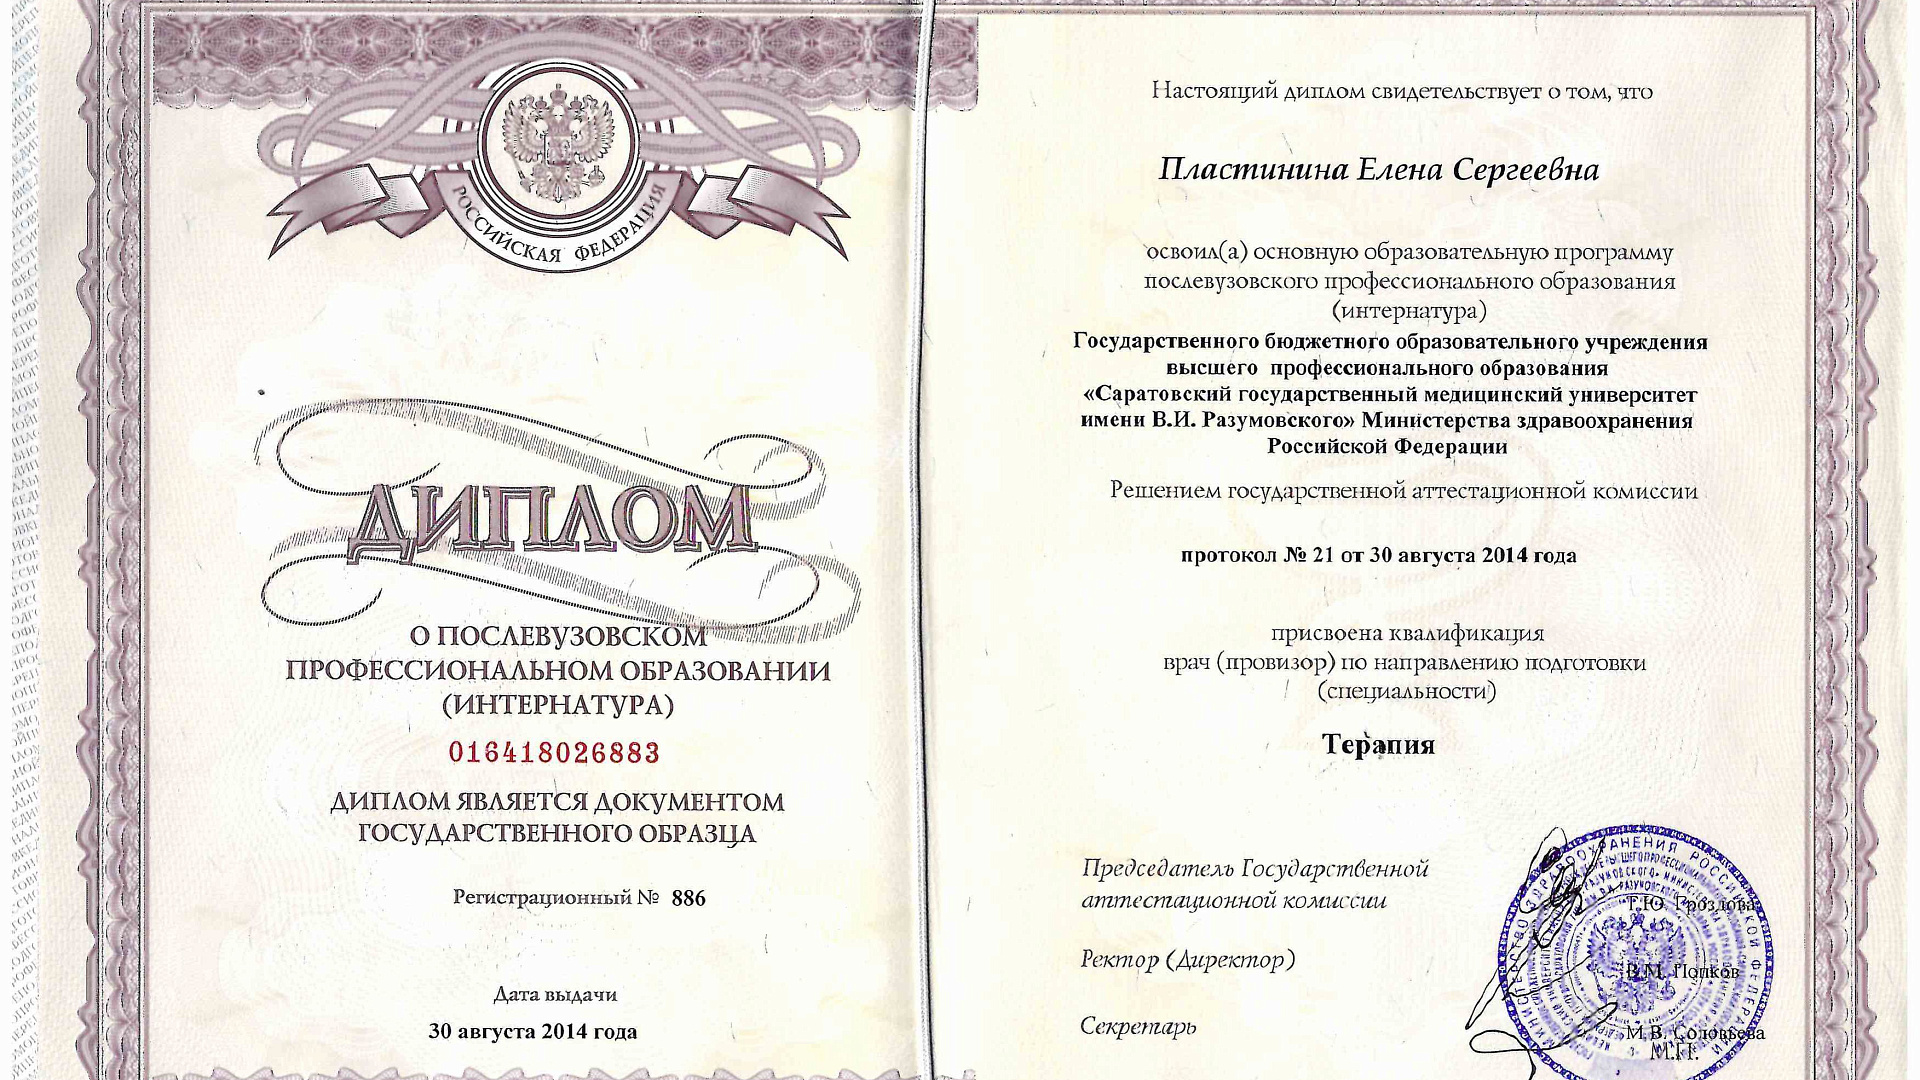 РОССИЙСКАЯ ФЕДЕРАЦИЯ
ДИПЛОМ
О ПОСЛЕВУЗОВСКОМ
ПРОФЕССИОНАЛЬНОМ ОБРАЗОВАНИИ
(ИНТЕРНАТУРА)
016418026883
ДИПЛОМ ЯВЛЯЕТСЯ ДОКУМЕНТОМ
ГОСУДАРСТВЕННОГО ОБРАЗЦА
Регистрационный № 886
Дата выдачи
30 августа 2014 года
Настоящий диплом свидетельствует о том, что
Пластинина Елена Сергеевна
освоил(а) основную образовательную программу
послевузовского профессионального образования
(интернатура)
Государственного бюджетного образовательного учреждения
высшего профессионального образования
«Саратовский государственный медицинский университет
имени В.И. Разумовского» Министерства здравоохранения
Российской Федерации
Решением государственной аттестационной комиссии
протокол № 21 от 30 августа 2014 года
присвоена квалификация
врач (провизор) по направлению подготовки
(специальности)
Терапия
Председатель Государственной
аттестационной комиссии
Т.Ю. Гроздова
Ректор (Директор)
В.М. Попков
Секретарь
М.В. Соловьева
М.П.